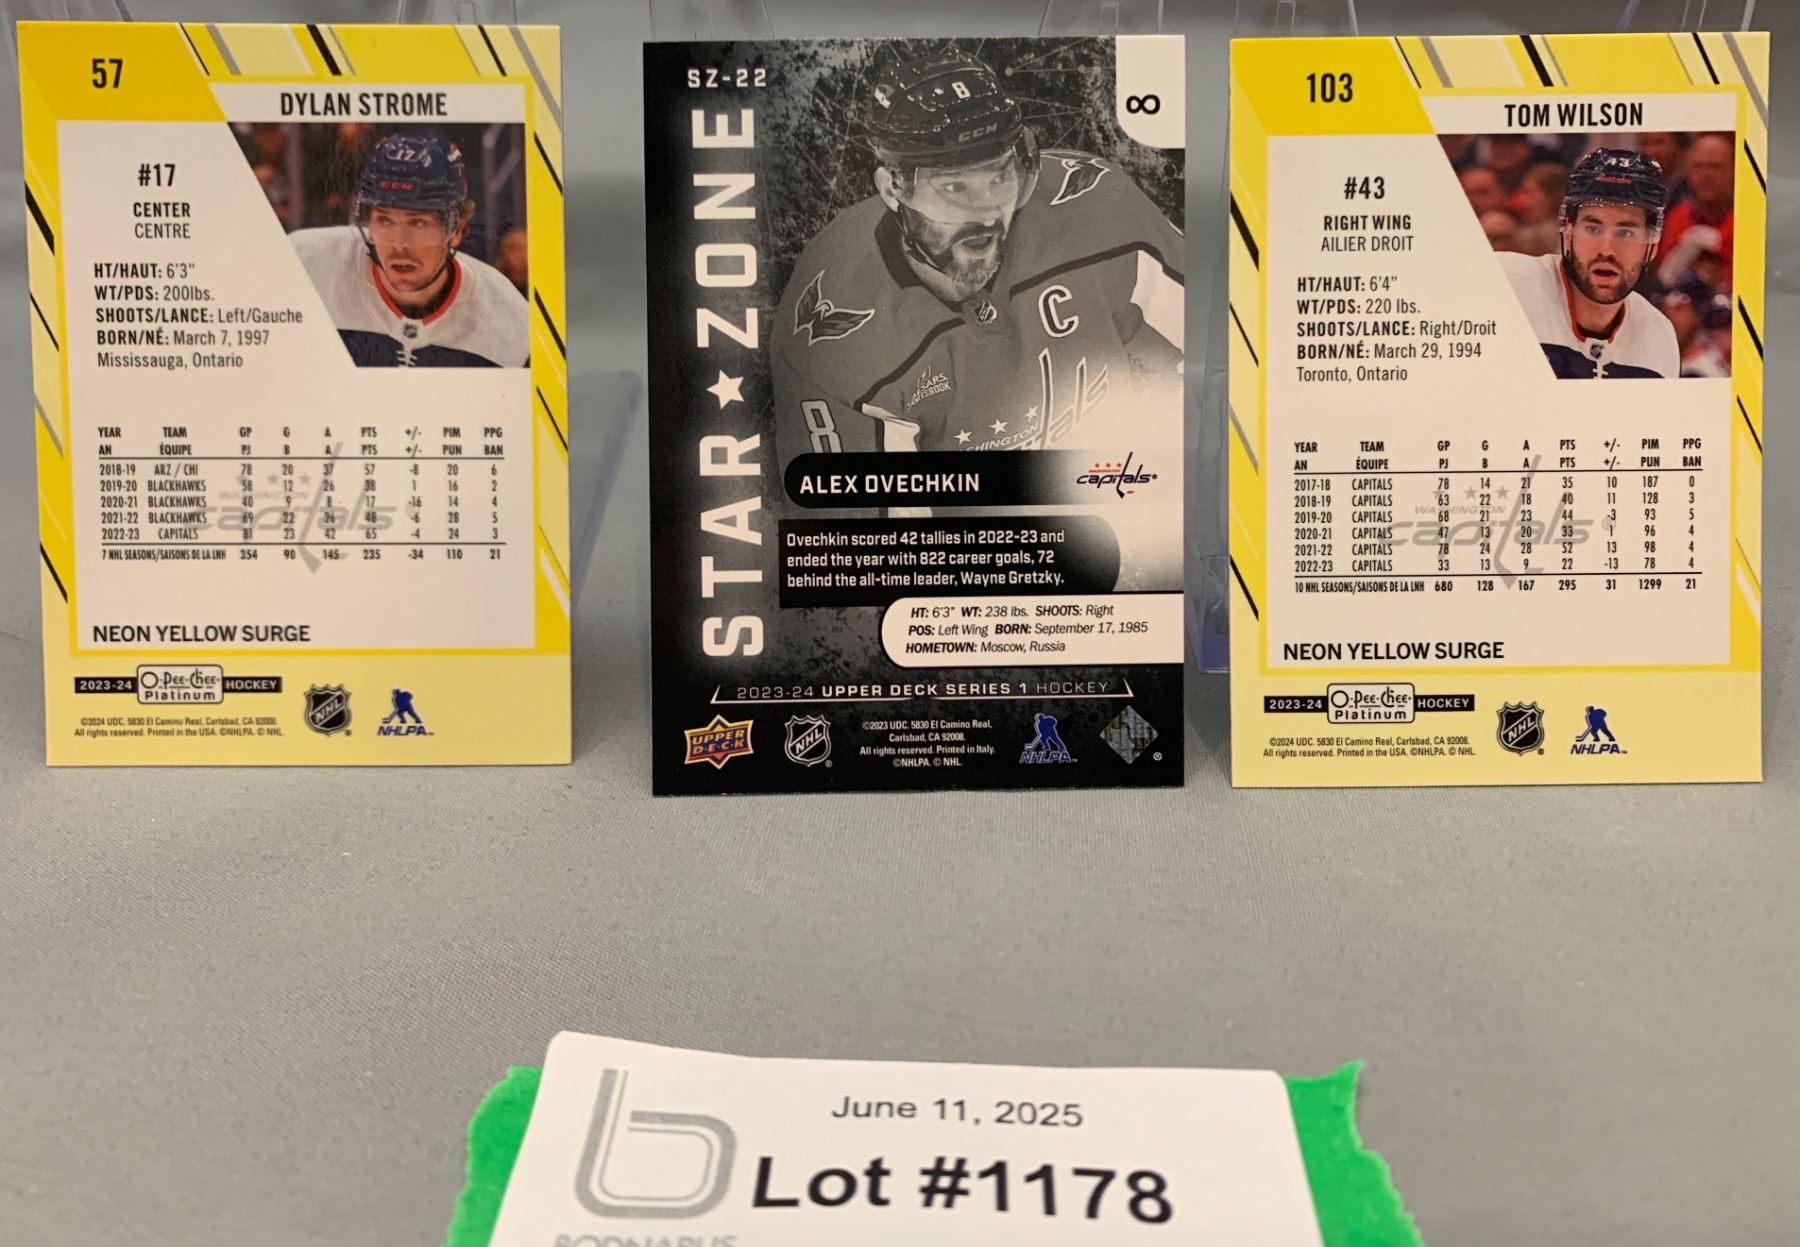 57
DYLAN STROME
#17
CENTER
CENTRE
HT/HAUT: 6'3"
WT/PDS: 200lbs.
SHOOTS/LANCE: Left/Gauche
BORN/NÉ: March 7, 1997
Mississauga, Ontario
YEAR TEAM GP G A PTS +/- PIM PPG
AN ÉQUIPE PJ B A PTS +/- PUN BAN
2018-19 ARZ / CHI 78 20 37 57 -8 20 6
2019-20 BLACKHAWKS 58 12 26 38 1 16 2
2020-21 BLACKHAWKS 40 9 8 17 -16 14 4
2021-22 BLACKHAWKS 69 22 26 48 -6 28 5
2022-23 CAPITALS 81 23 42 65 -4 24 3
7 NHL SEASONS/SAISONS DE LA LNH 354 90 145 235 -34 110 21
NEON YELLOW SURGE
2023-24 O-Pee-Chee Platinum HOCKEY
©2024 UDC. 5830 El Camino Real, Carlsbad, CA 92008.
All rights reserved. Printed in the USA. ©NHLPA. © NHL.
NHL
NHLPA
SZ-22
STAR ★ ZONE
8
8
CCM
C
8
CAESARS
SPORTSBOOK
WASHINGTON
capitals
ALEX OVECHKIN
capitals
Ovechkin scored 42 tallies in 2022-23 and
ended the year with 822 career goals, 72
behind the all-time leader, Wayne Gretzky.
HT: 6'3" WT: 238 lbs. SHOOTS: Right
POS: Left Wing BORN: September 17, 1985
HOMETOWN: Moscow, Russia
2023-24 UPPER DECK SERIES 1 HOCKEY
UPPER DECK
NHL
©2023 UDC. 5830 El Camino Real,
Carlsbad, CA 92008.
All rights reserved. Printed in Italy.
©NHLPA. © NHL
NHLPA
103
TOM WILSON
#43
RIGHT WING
AILIER DROIT
HT/HAUT: 6'4"
WT/PDS: 220 lbs.
SHOOTS/LANCE: Right/Droit
BORN/NÉ: March 29, 1994
Toronto, Ontario
YEAR TEAM GP G A PTS +/- PIM PPG
AN ÉQUIPE PJ B A PTS +/- PUN BAN
2017-18 CAPITALS 78 14 21 35 10 187 0
2018-19 CAPITALS 63 22 18 40 11 128 3
2019-20 CAPITALS 68 21 23 44 -3 93 5
2020-21 CAPITALS 47 13 20 33 1 96 4
2021-22 CAPITALS 78 24 28 52 13 98 4
2022-23 CAPITALS 33 13 9 22 -13 78 4
10 NHL SEASONS/SAISONS DE LA LNH 680 128 167 295 31 1299 21
NEON YELLOW SURGE
2023-24 O-Pee-Chee Platinum HOCKEY
©2024 UDC. 5830 El Camino Real, Carlsbad, CA 92008.
All rights reserved. Printed in the USA. ©NHLPA. © NHL.
NHL
NHLPA
June 11, 2025
Lot #1178
b
BODNARUS